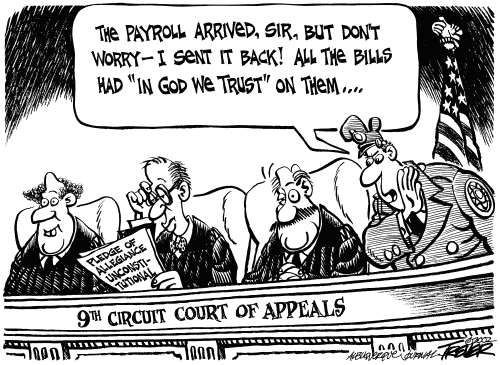 THE PAYROLL ARRIVED, SIR, BUT DON'T
WORRY—I SENT IT BACK! ALL THE BILLS
HAD "IN GOD WE TRUST" ON THEM....
PLEDGE OF
ALLEGIANCE
UNCONSTI-
TUTIONAL
9TH CIRCUIT COURT OF APPEALS
©2002
ALBUQUERQUE JOURNAL TREVER